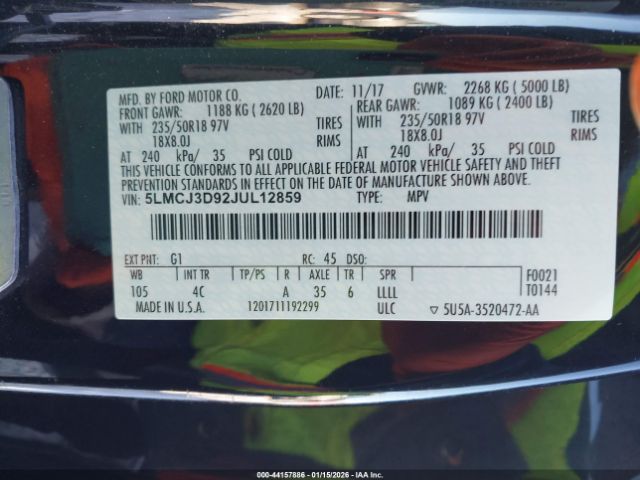 MFD. BY FORD MOTOR CO. DATE: 11/17 GVWR: 2268 KG ( 5000 LB)
FRONT GAWR: 1188 KG ( 2620 LB) REAR GAWR: 1089 KG ( 2400 LB)
WITH 235/50R18 97V TIRES WITH 235/50R18 97V TIRES
18X8.0J RIMS 18X8.0J RIMS
AT 240 kPa/ 35 PSI COLD AT 240 kPa/ 35 PSI COLD
THIS VEHICLE CONFORMS TO ALL APPLICABLE FEDERAL MOTOR VEHICLE SAFETY AND THEFT
PREVENTION STANDARDS IN EFFECT ON THE DATE OF MANUFACTURE SHOWN ABOVE.
VIN: 5LMCJ3D92JUL12859 TYPE: MPV
EXT PNT: G1 RC: 45 DSO: F0021
WB INT TR TP/PS R AXLE TR SPR T0144
105 4C A 35 6 LLLL
MADE IN U.S.A. 1201711192299 ULC ▽ 5U5A-3520472-AA
000-44157886 - 01/15/2026 - IAA Inc.